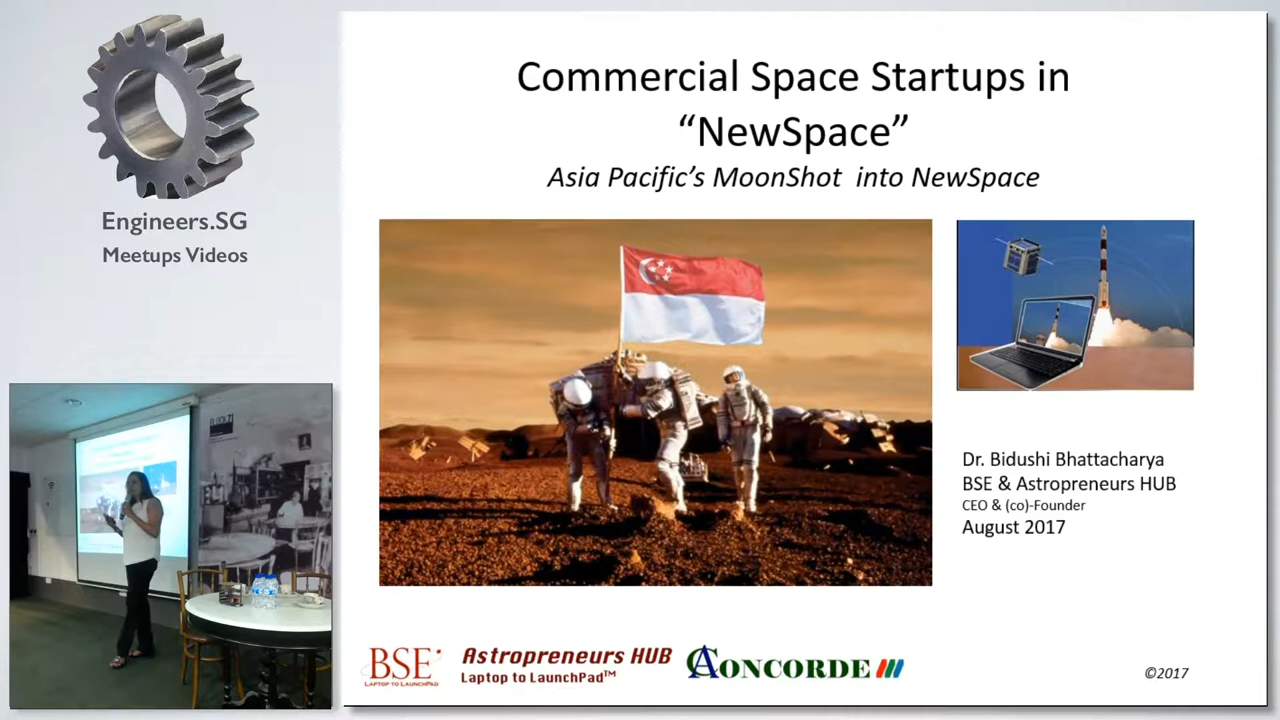 Engineers.SG
Meetups Videos
Commercial Space Startups in
“NewSpace”
Asia Pacific’s MoonShot into NewSpace
Dr. Bidushi Bhattacharya
BSE & Astropreneurs HUB
CEO & (co)-Founder
August 2017
BSE
LAPTOP TO LAUNCHPAD
Astropreneurs HUB
Laptop to LaunchPad™
AONCORDE
©2017